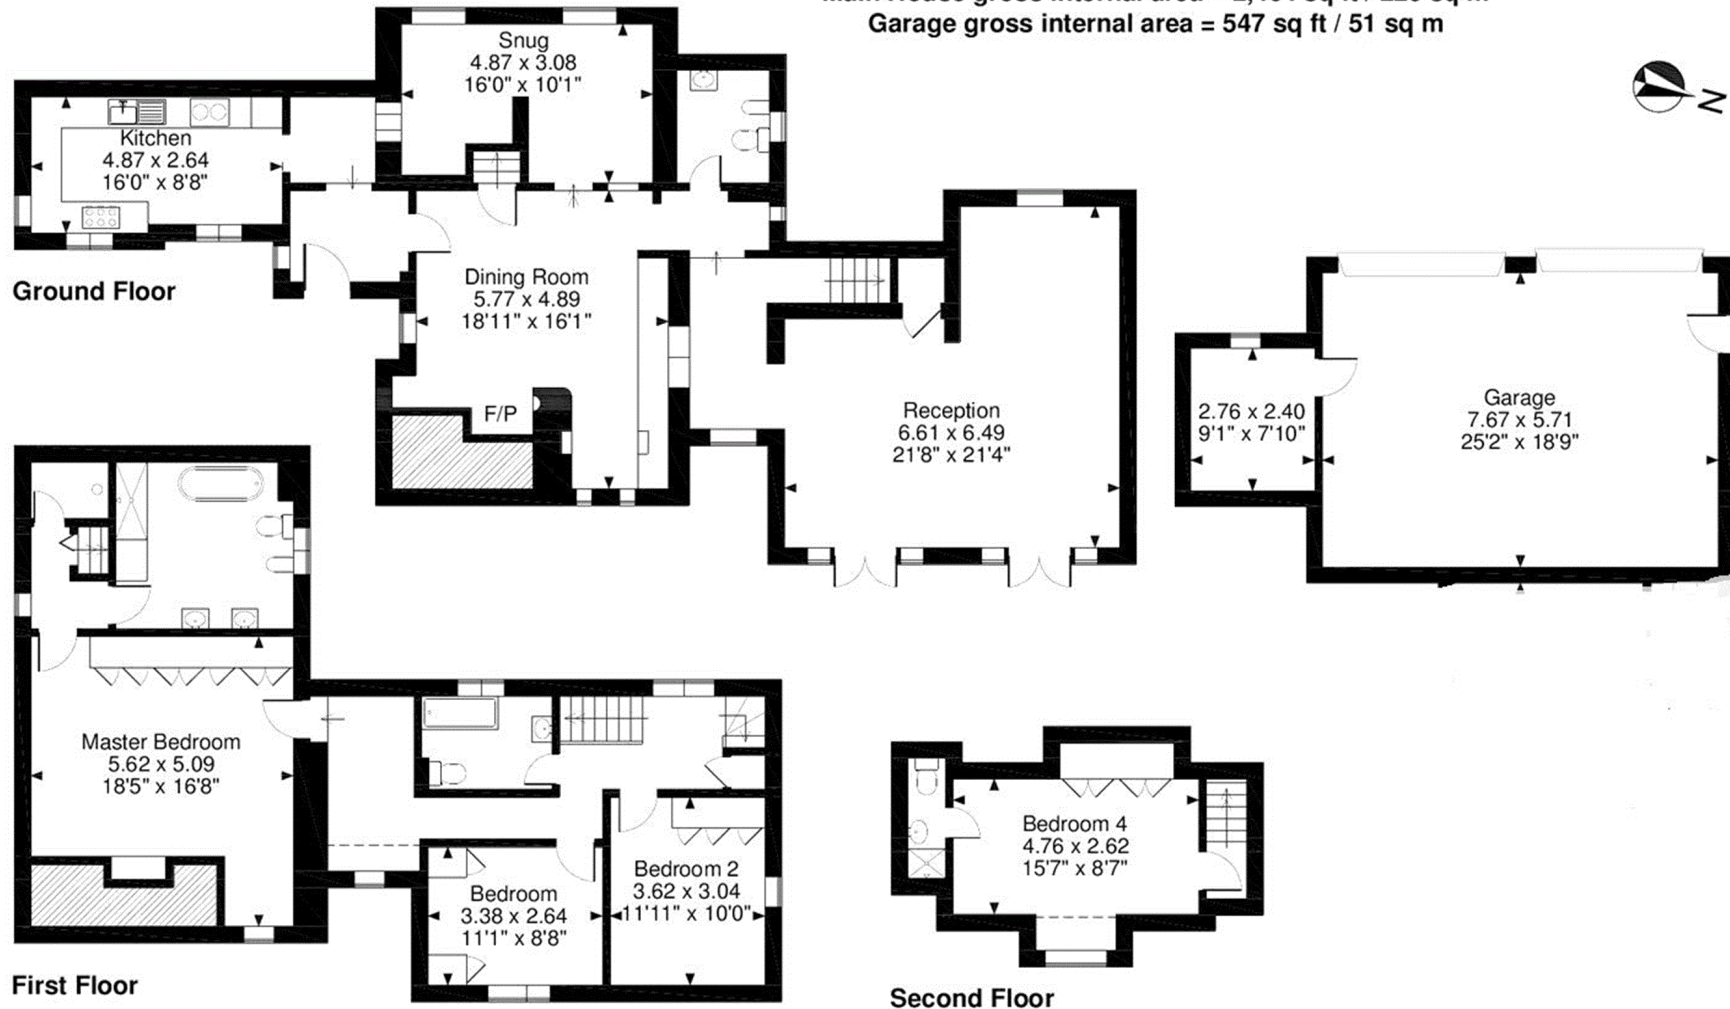 Garage gross internal area = 547 sq ft / 51 sq m
N
Snug
4.87 x 3.08
16'0" x 10'1"
Kitchen
4.87 x 2.64
16'0" x 8'8"
Ground Floor
Dining Room
5.77 x 4.89
18'11" x 16'1"
F/P
Reception
6.61 x 6.49
21'8" x 21'4"
2.76 x 2.40
9'1" x 7'10"
Garage
7.67 x 5.71
25'2" x 18'9"
Master Bedroom
5.62 x 5.09
18'5" x 16'8"
Bedroom
3.38 x 2.64
11'1" x 8'8"
Bedroom 2
3.62 x 3.04
11'11" x 10'0"
First Floor
Bedroom 4
4.76 x 2.62
15'7" x 8'7"
Second Floor